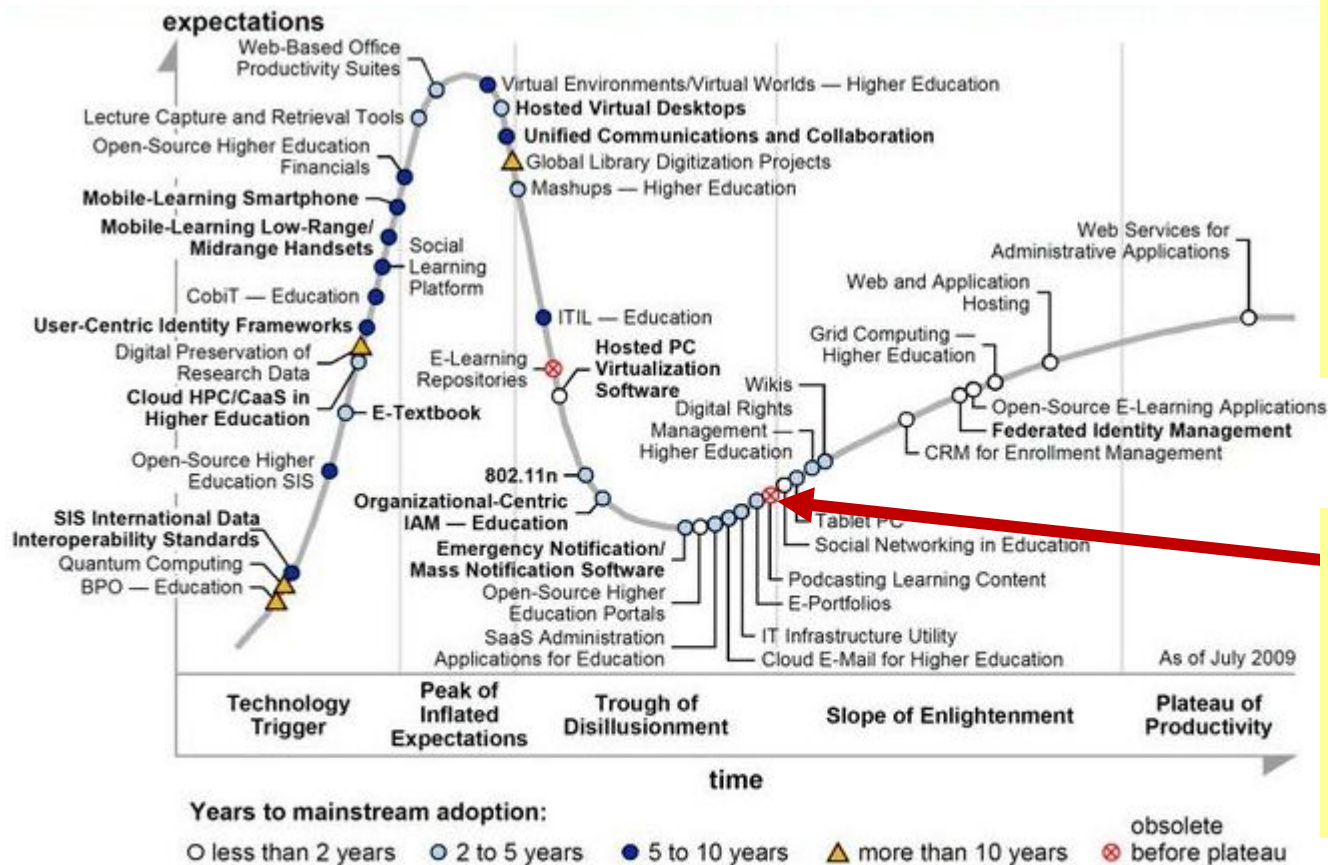 expectations
Web-Based Office
Productivity Suites
Lecture Capture and Retrieval Tools
Open-Source Higher Education
Financials
Mobile-Learning Smartphone
Mobile-Learning Low-Range/
Midrange Handsets
Social
Learning
Platform
CobiT — Education
User-Centric Identity Frameworks
Digital Preservation of
Research Data
Cloud HPC/CaaS in
Higher Education
E-Textbook
Open-Source Higher
Education SIS
SIS International Data
Interoperability Standards
Quantum Computing
BPO — Education
Virtual Environments/Virtual Worlds — Higher Education
Hosted Virtual Desktops
Unified Communications and Collaboration
Global Library Digitization Projects
Mashups — Higher Education
ITIL — Education
E-Learning
Repositories
Hosted PC
Virtualization
Software
802.11n
Organizational-Centric
IAM — Education
Emergency Notification/
Mass Notification Software
Open-Source Higher
Education Portals
SaaS Administration
Applications for Education
Cloud E-Mail for Higher Education
IT Infrastructure Utility
E-Portfolios
Podcasting Learning Content
Social Networking in Education
Tablet PC
Digital Rights
Management —
Higher Education
Wikis
CRM for Enrollment Management
Federated Identity Management
Open-Source E-Learning Applications
Grid Computing —
Higher Education
Web and Application
Hosting
Web Services for
Administrative Applications
As of July 2009
Technology
Trigger
Peak of
Inflated
Expectations
Trough of
Disillusionment
Slope of Enlightenment
Plateau of
Productivity
time
Years to mainstream adoption:
less than 2 years
2 to 5 years
5 to 10 years
more than 10 years
obsolete
before plateau